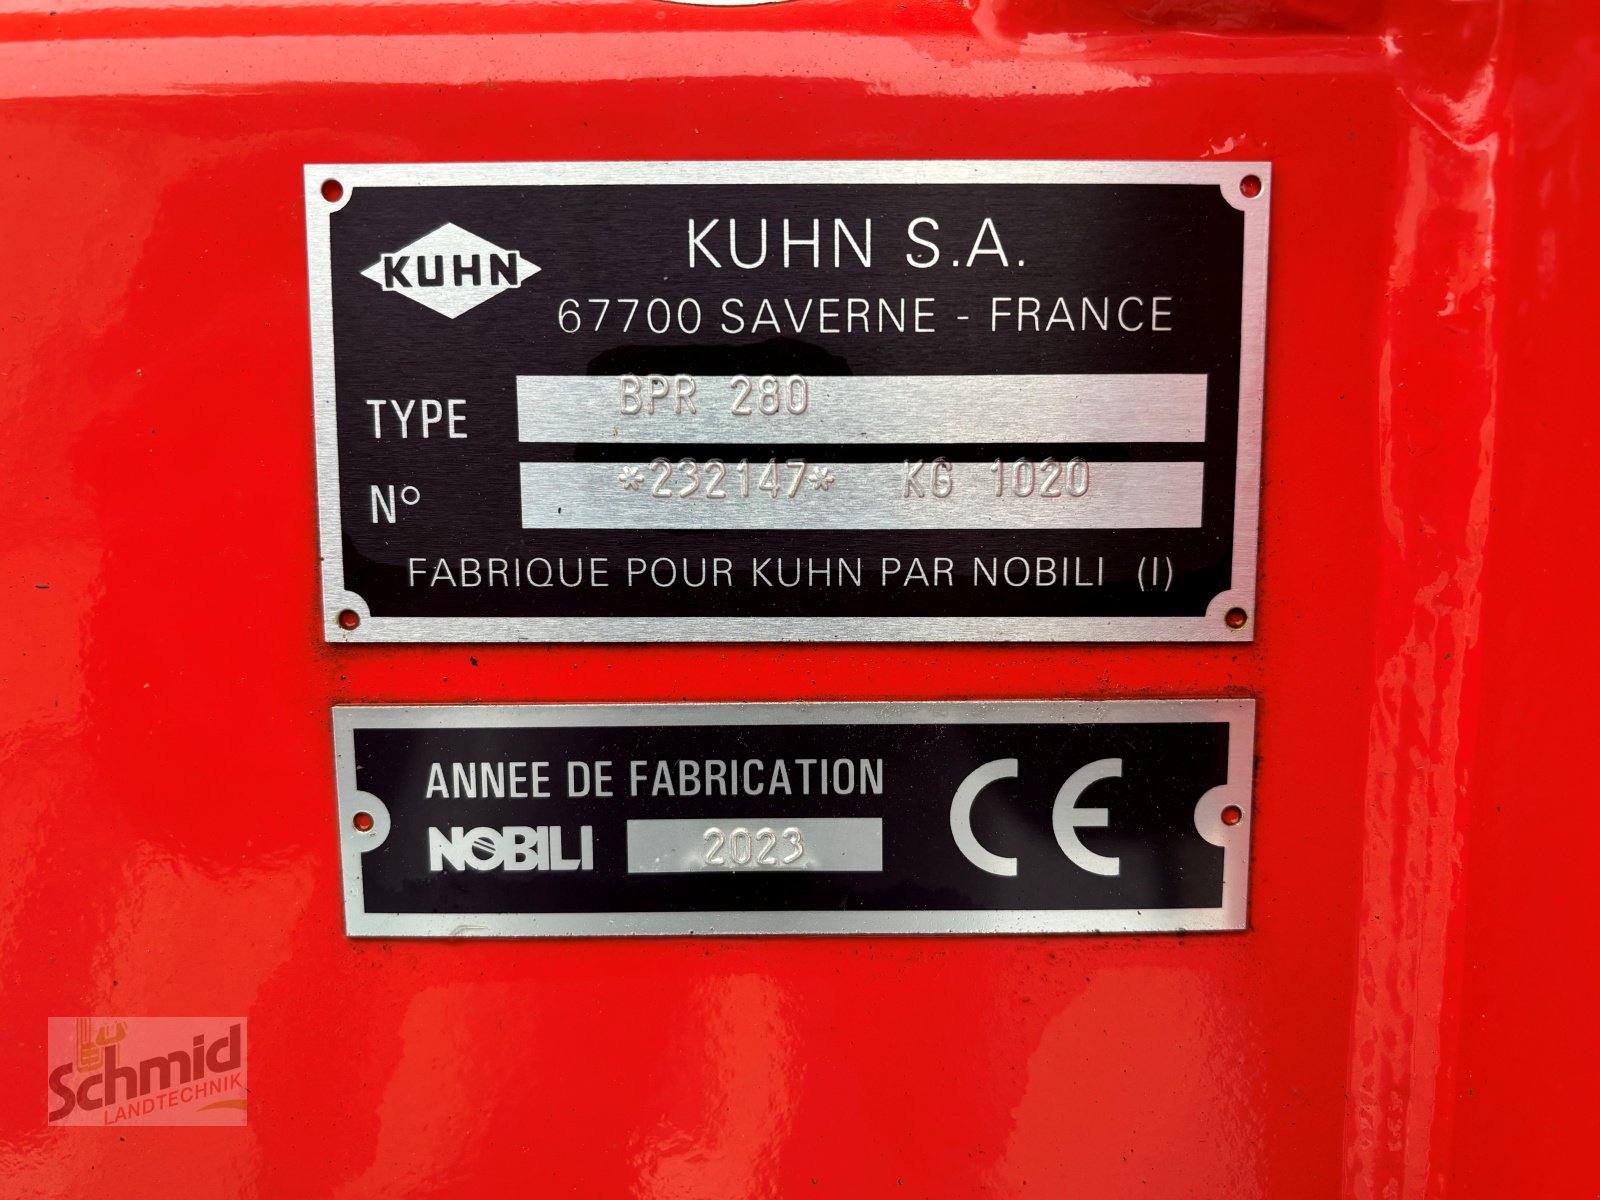 KUHN
KUHN S.A.
67700 SAVERNE - FRANCE
TYPE BPR 280
N° *232147* KG 1020
FABRIQUE POUR KUHN PAR NOBILI (I)
ANNEE DE FABRICATION
NOBILI 2023
CE
Schmid
LANDTECHNIK